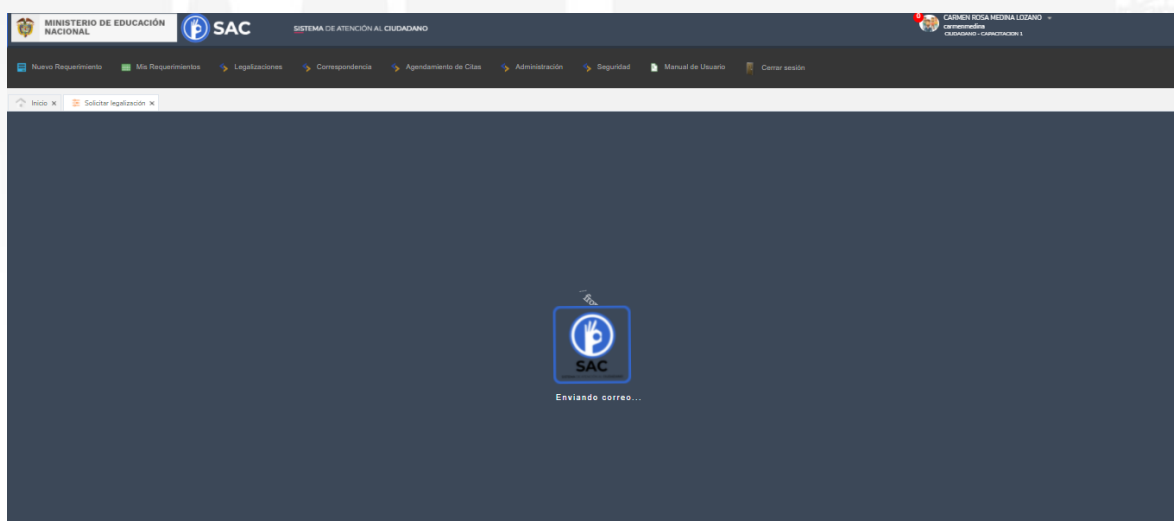 MINISTERIO DE EDUCACIÓN
NACIONAL
SAC
SISTEMA DE ATENCIÓN AL CIUDADANO
0
CARMEN ROSA MEDINA LOZANO
carmenmedina
CIUDADANO - CAPACITACION 1
Nuevo Requerimiento
Mis Requerimientos
Legalizaciones
Correspondencia
Agendamiento de Citas
Administración
Seguridad
Manual de Usuario
Cerrar sesión
Inicio x
Solicitar legalización x
SAC
Enviando correo...